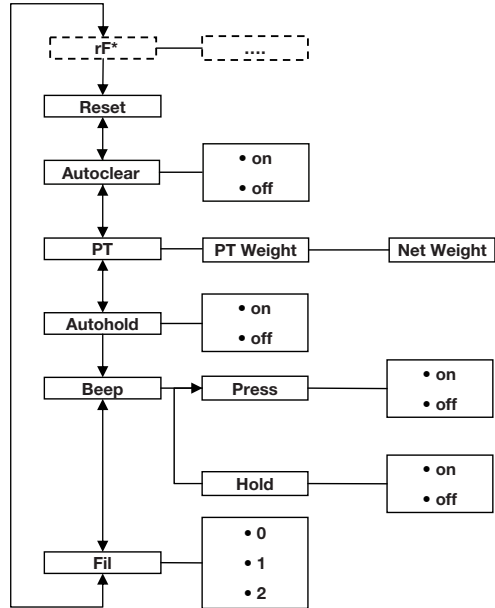 rF* ....
Reset
• on
Autoclear
• off
PT PT Weight Net Weight
• on
Autohold
• off
• on
Beep Press
• off
• on
Hold
• off
• 0
Fil • 1
• 2